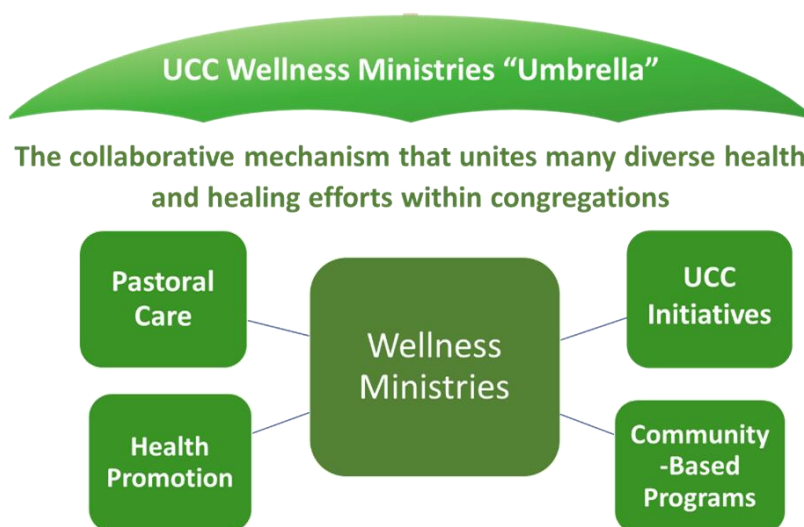 UCC Wellness Ministries “Umbrella”
The collaborative mechanism that unites many diverse health
and healing efforts within congregations
Pastoral
Care
UCC
Initiatives
Wellness
Ministries
Health
Promotion
Community
-Based
Programs